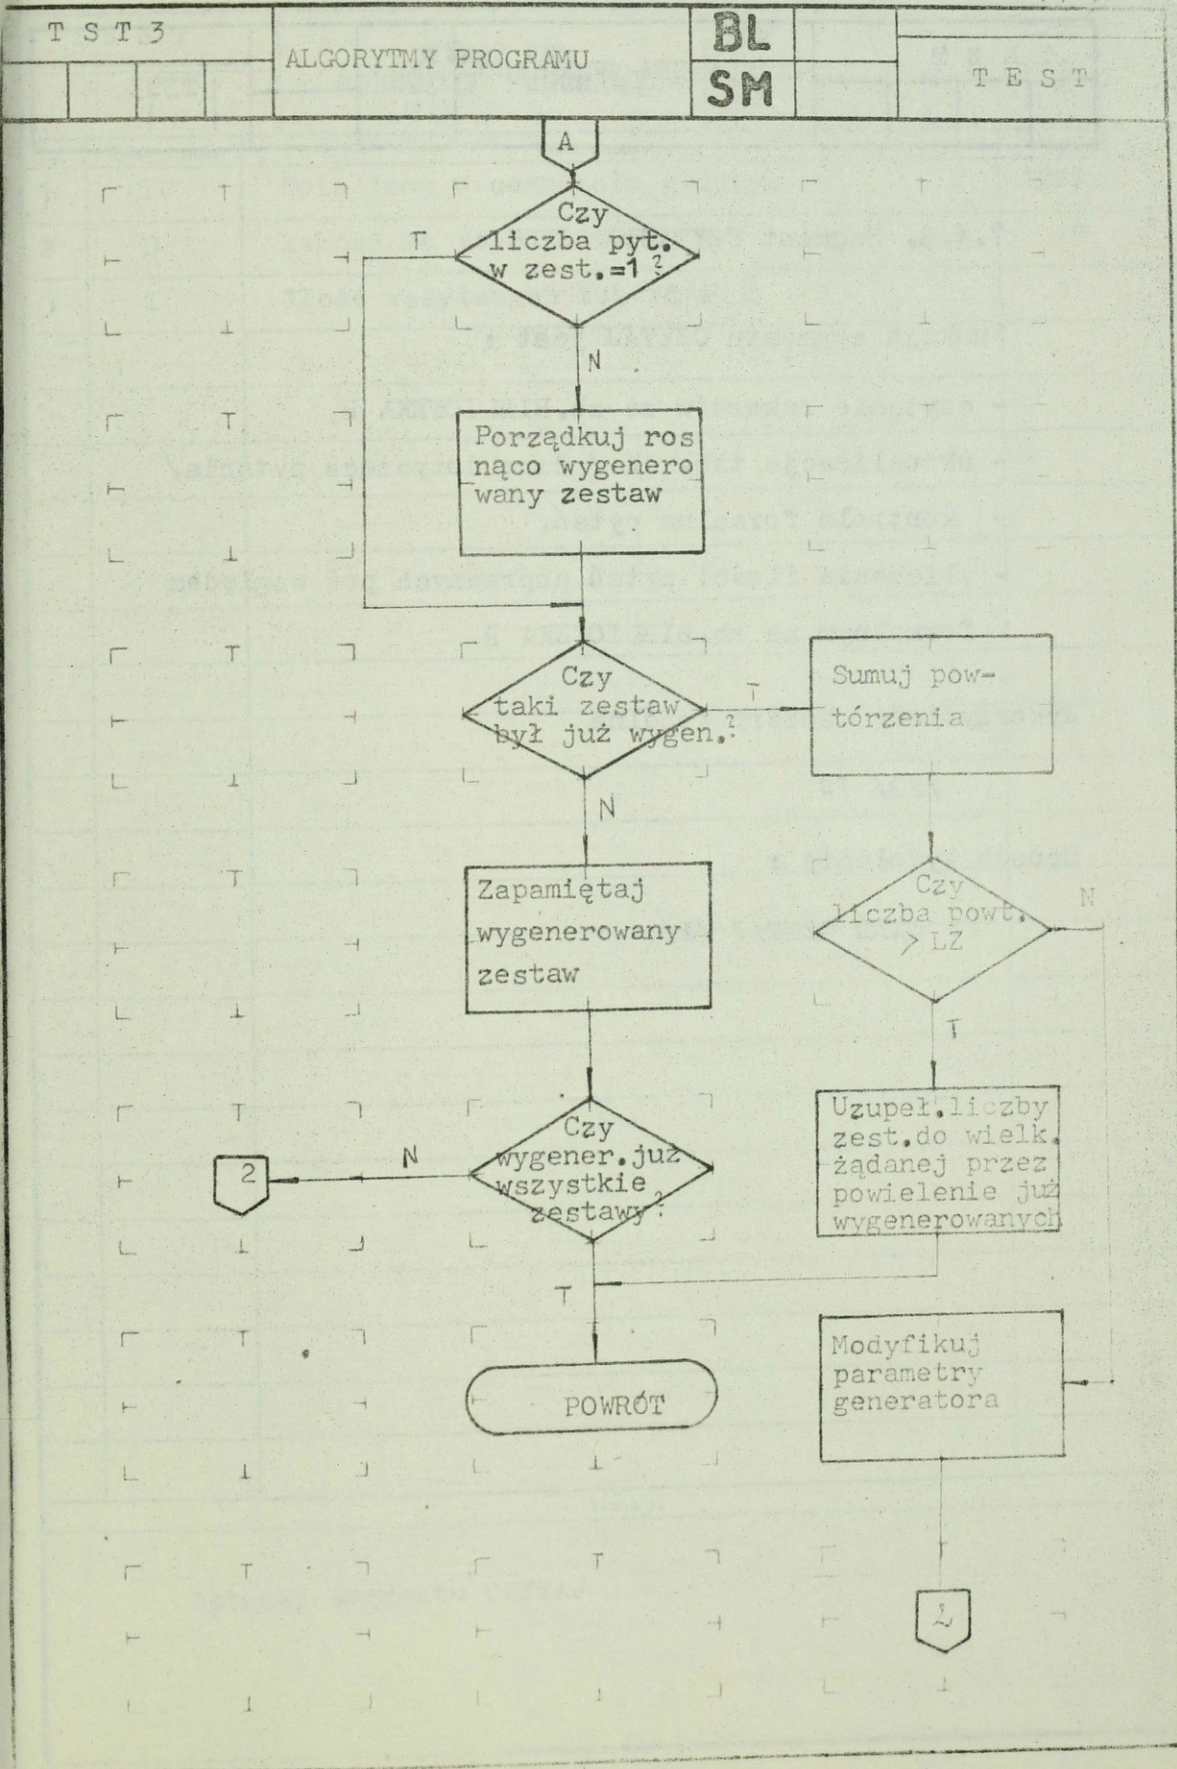 T S T 3
ALGORYTMY PROGRAMU
BL
SM
T E S T
A
Czy
liczba pyt.
w zest.=1 ?
T
N
Porządkuj ros
nąco wygenero
wany zestaw
Czy
taki zestaw
był już wygen.?
T
Sumuj pow-
tórzenia
N
Zapamiętaj
wygenerowany
zestaw
Czy
liczba powt.
> LZ
N
T
Czy
wygener.już
wszystkie
zestawy?
N
2
Uzupeł.liczby
zest.do wielk.
żądanej przez
powielenie już
wygenerowanych
T
POWRÓT
Modyfikuj
parametry
generatora